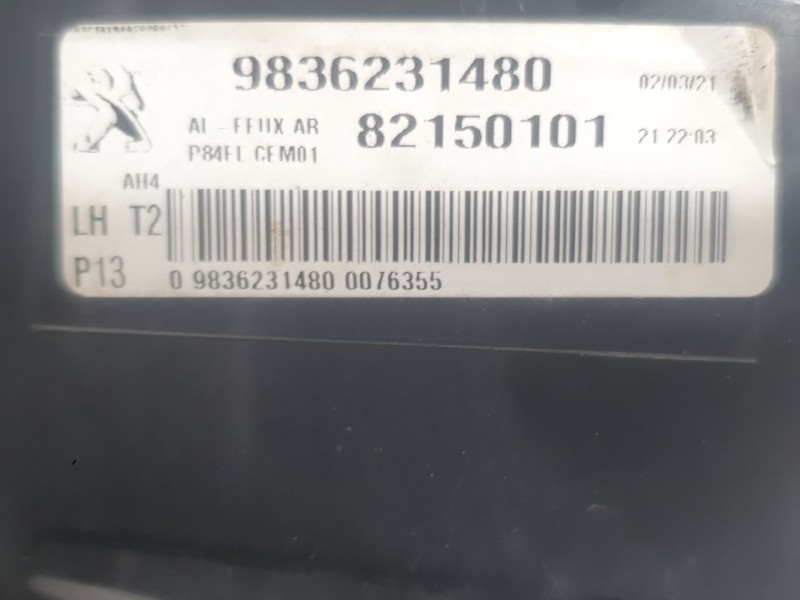 9836231480 02/03/21
AL - FEUX AR 82150101 21 22:03
P84EL CEM01
AH4
LH T2
P13 0 9836231480 0076355